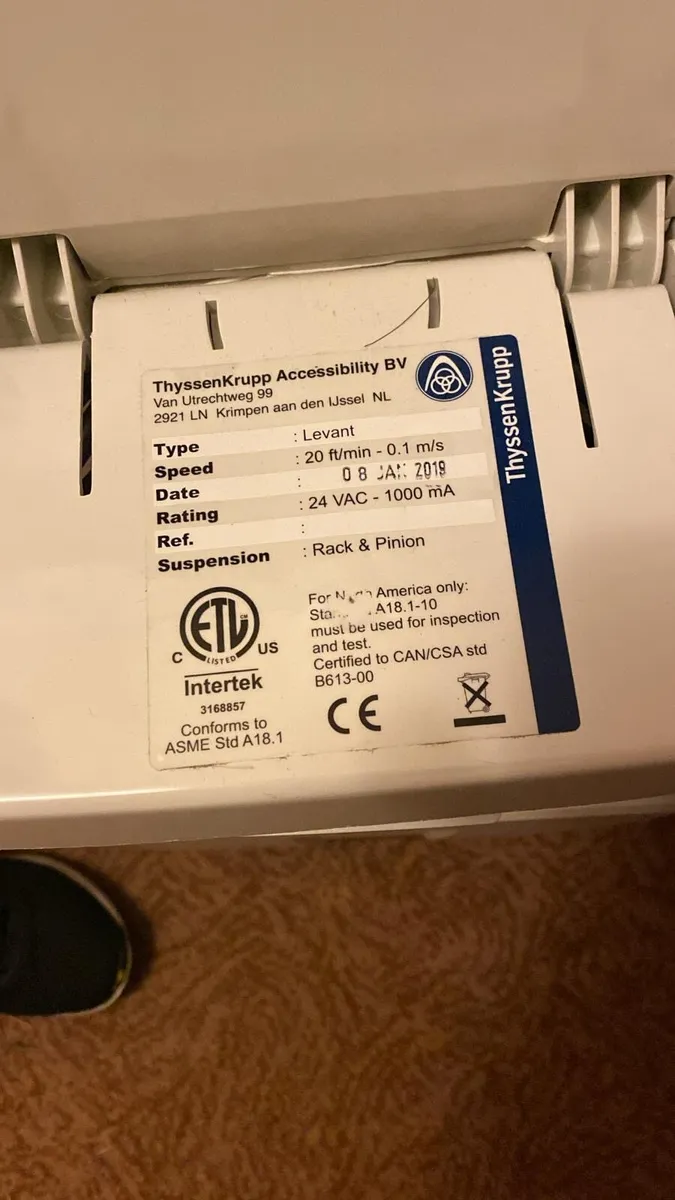 ThyssenKrupp Accessibility BV
Van Utrechtweg 99
2921 LN Krimpen aan den IJssel NL
ThyssenKrupp
Type : Levant
Speed : 20 ft/min - 0.1 m/s
Date : 08 JAN 2019
Rating : 24 VAC - 1000 mA
Ref. :
Suspension : Rack & Pinion
ETL CM
LISTED
C US
Intertek
3168857
Conforms to
ASME Std A18.1
For America only:
A18.1-10
must be used for inspection
and test.
Certified to CAN/CSA std
B613-00
CE